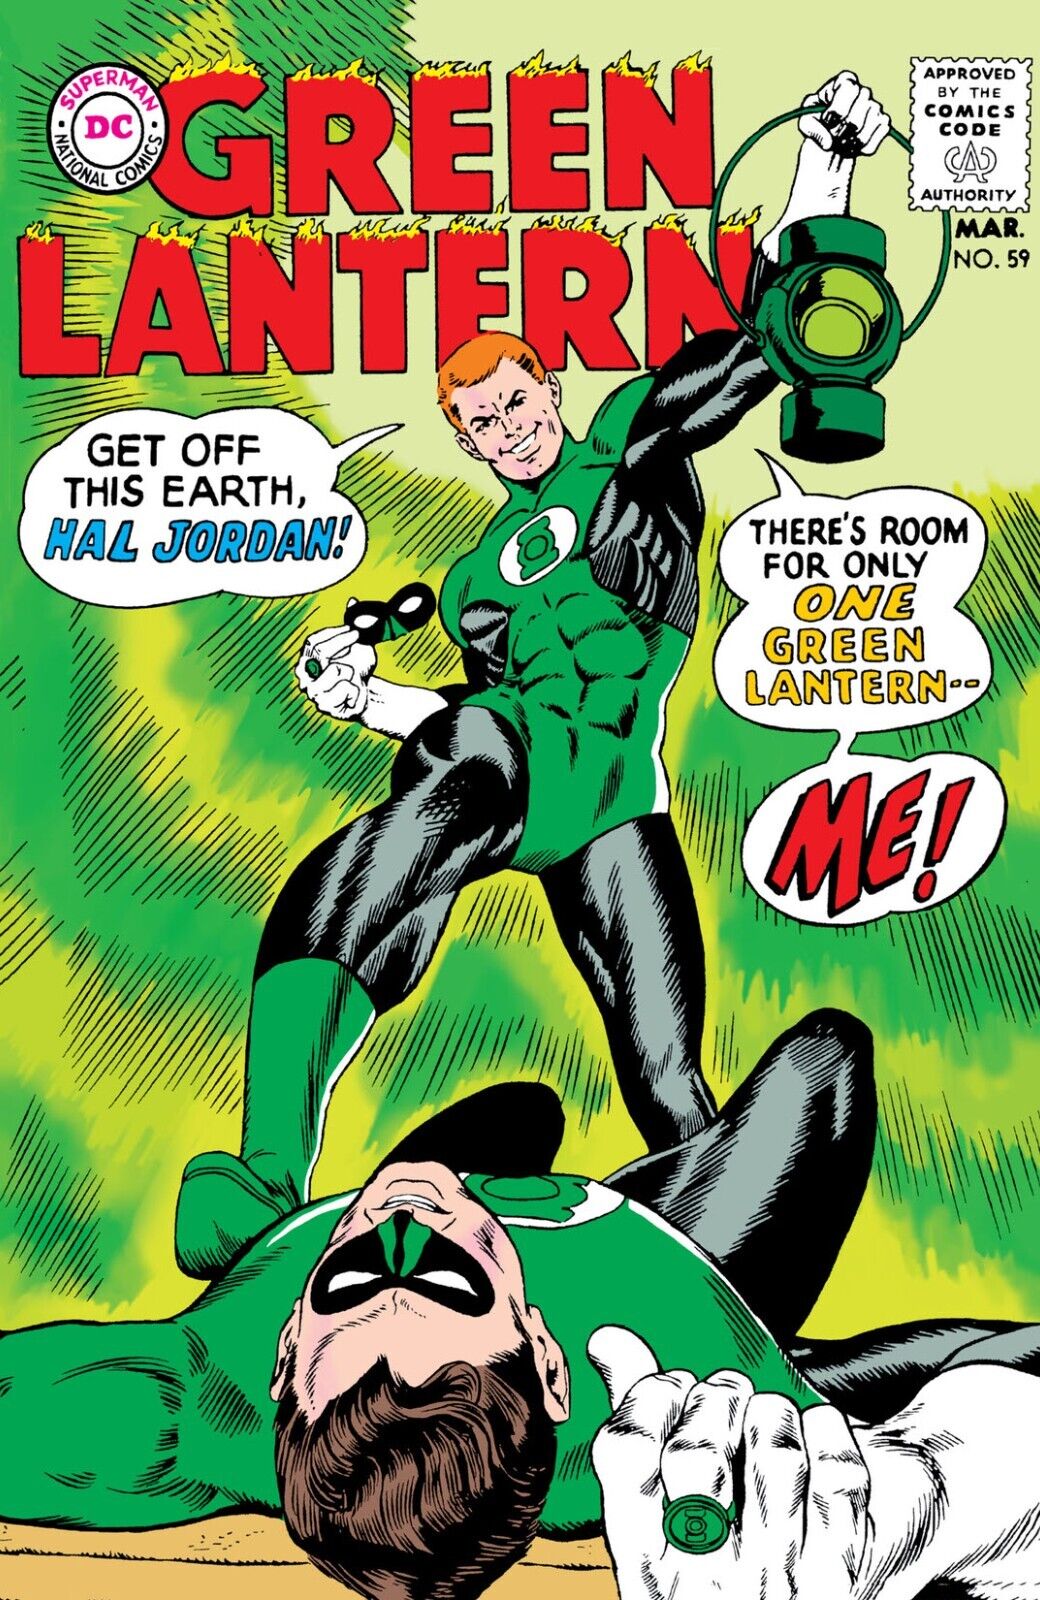 SUPERMAN
DC
NATIONAL COMICS
GREEN
LANTERN
APPROVED
BY THE
COMICS
CODE
AUTHORITY
MAR.
NO. 59
GET OFF
THIS EARTH,
HAL JORDAN!
THERE'S ROOM
FOR ONLY
ONE
GREEN
LANTERN--
ME!